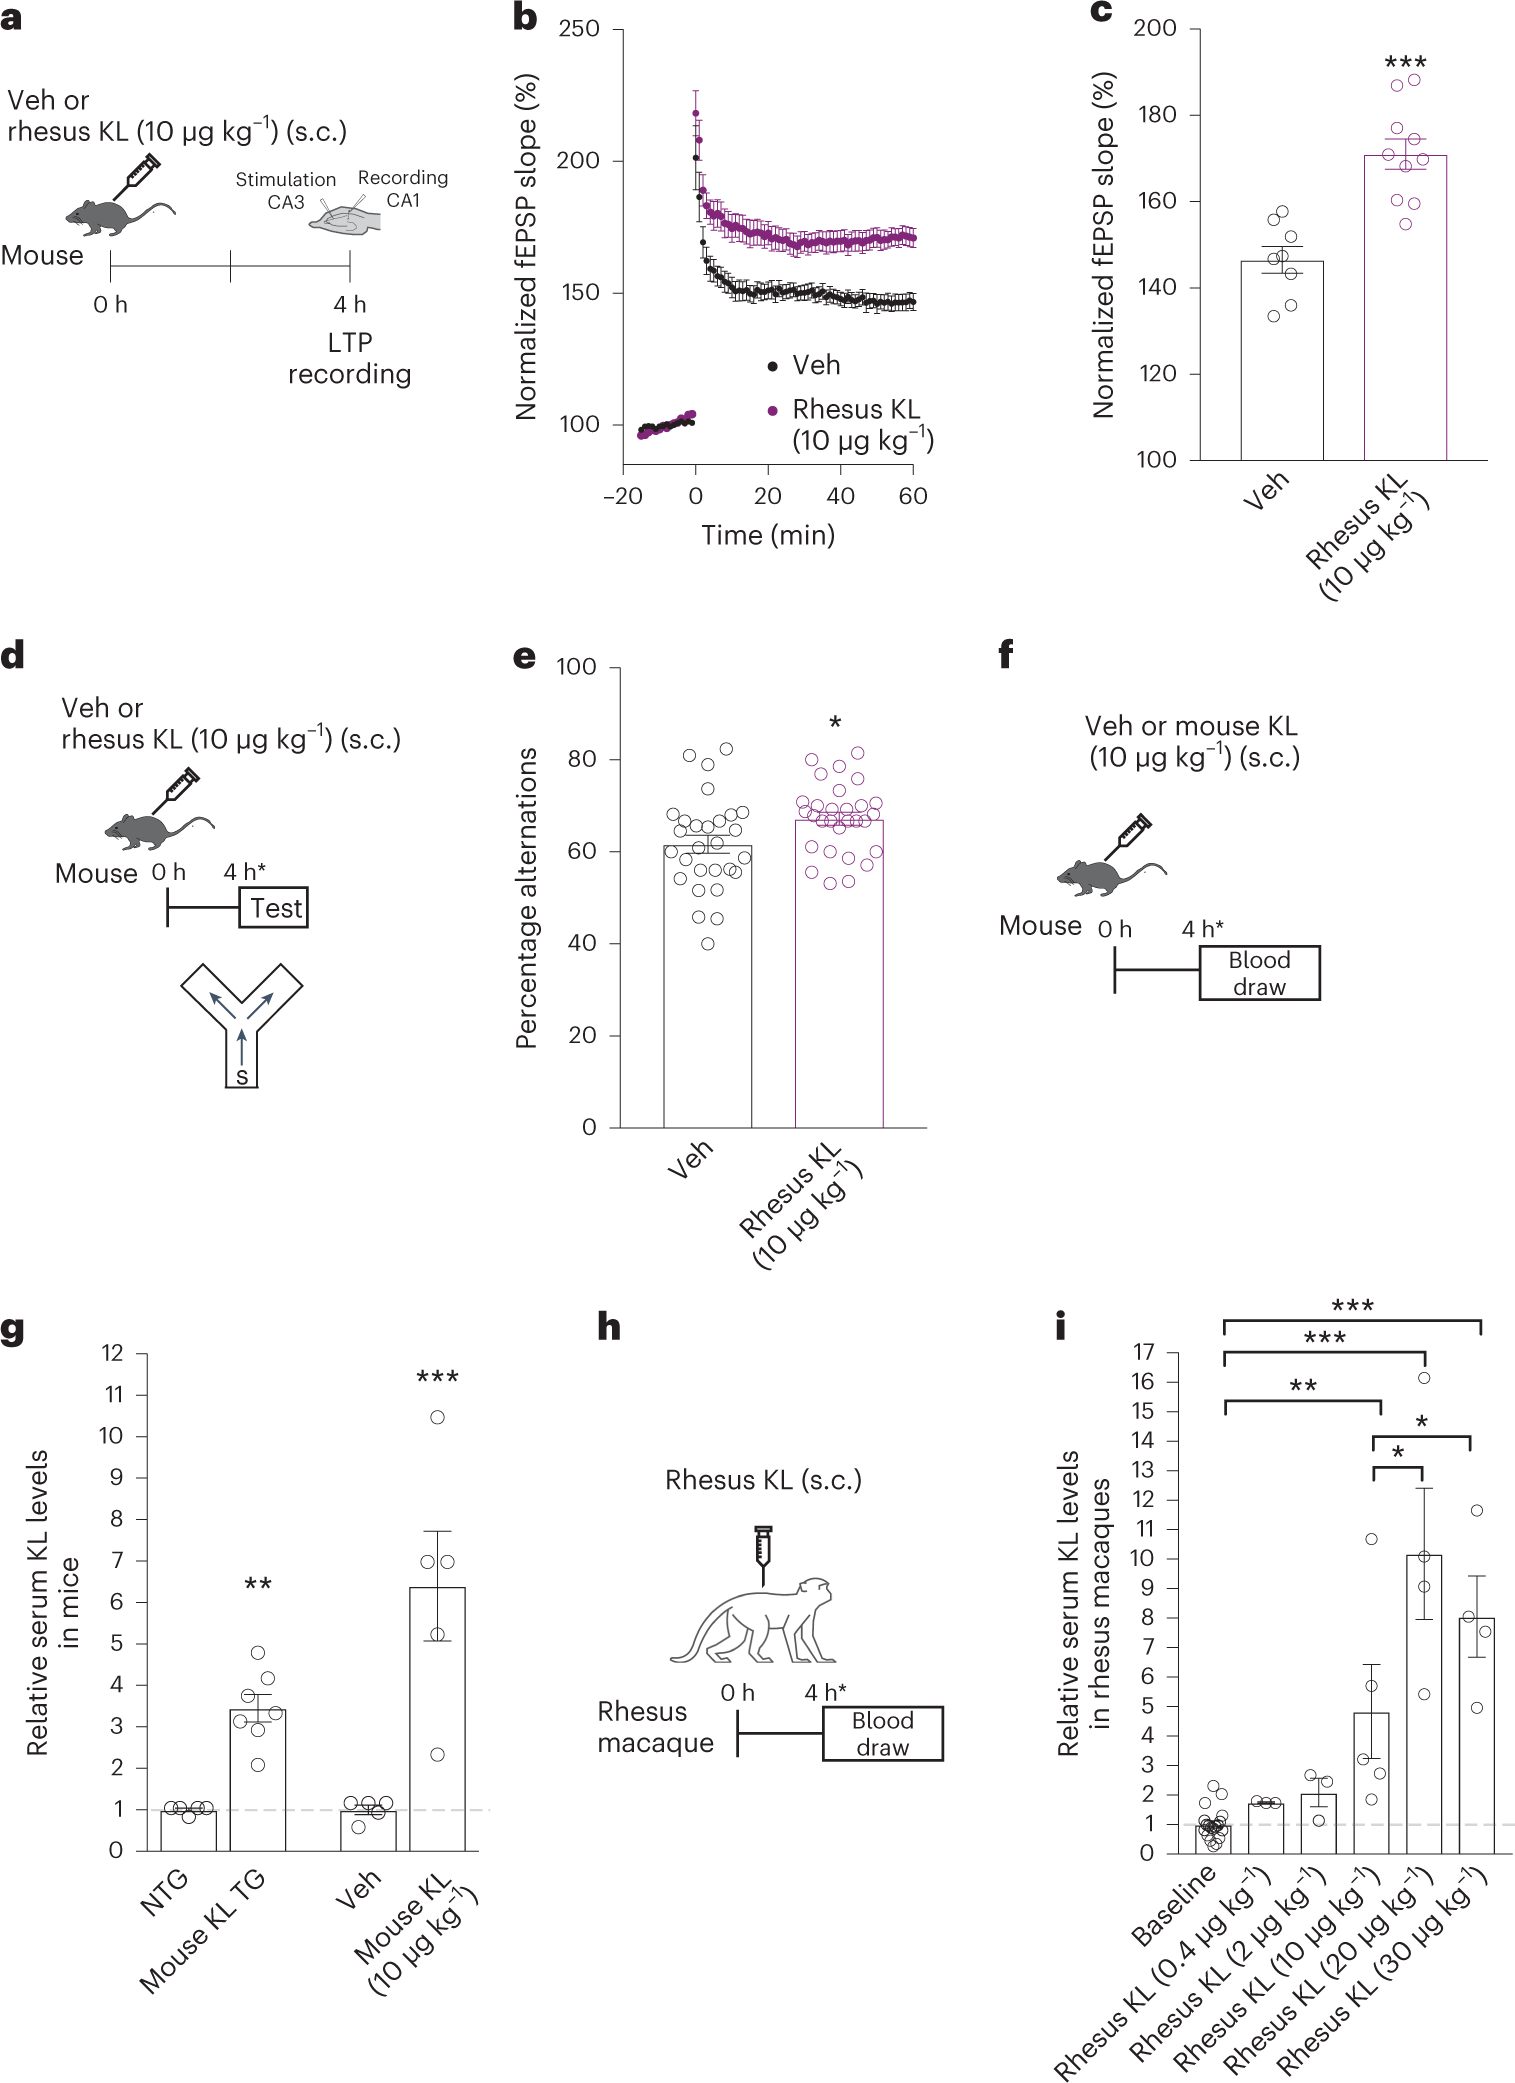 a
Veh or
rhesus KL (10 µg kg⁻¹) (s.c.)
Stimulation
CA3
Recording
CA1
Mouse
0 h
4 h
LTP
recording
b
Normalized fEPSP slope (%)
250
200
150
100
−20
0
20
40
60
Time (min)
Veh
Rhesus KL
(10 µg kg⁻¹)
c
Normalized fEPSP slope (%)
200
180
160
140
120
100
***
Veh
Rhesus KL
(10 µg kg⁻¹)
d
Veh or
rhesus KL (10 µg kg⁻¹) (s.c.)
Mouse
0 h
4 h*
Test
s
e
Percentage alternations
100
80
60
40
20
0
*
Veh
Rhesus KL
(10 µg kg⁻¹)
f
Veh or mouse KL
(10 µg kg⁻¹) (s.c.)
Mouse
0 h
4 h*
Blood
draw
g
Relative serum KL levels
in mice
12
11
10
9
8
7
6
5
4
3
2
1
0
**
***
NTG
Mouse KL TG
Veh
Mouse KL
(10 µg kg⁻¹)
h
Rhesus KL (s.c.)
0 h
4 h*
Rhesus
macaque
Blood
draw
i
Relative serum KL levels
in rhesus macaques
17
16
15
14
13
12
11
10
9
8
7
6
5
4
3
2
1
0
***
***
**
*
*
Baseline
Rhesus KL (0.4 µg kg⁻¹)
Rhesus KL (2 µg kg⁻¹)
Rhesus KL (10 µg kg⁻¹)
Rhesus KL (20 µg kg⁻¹)
Rhesus KL (30 µg kg⁻¹)